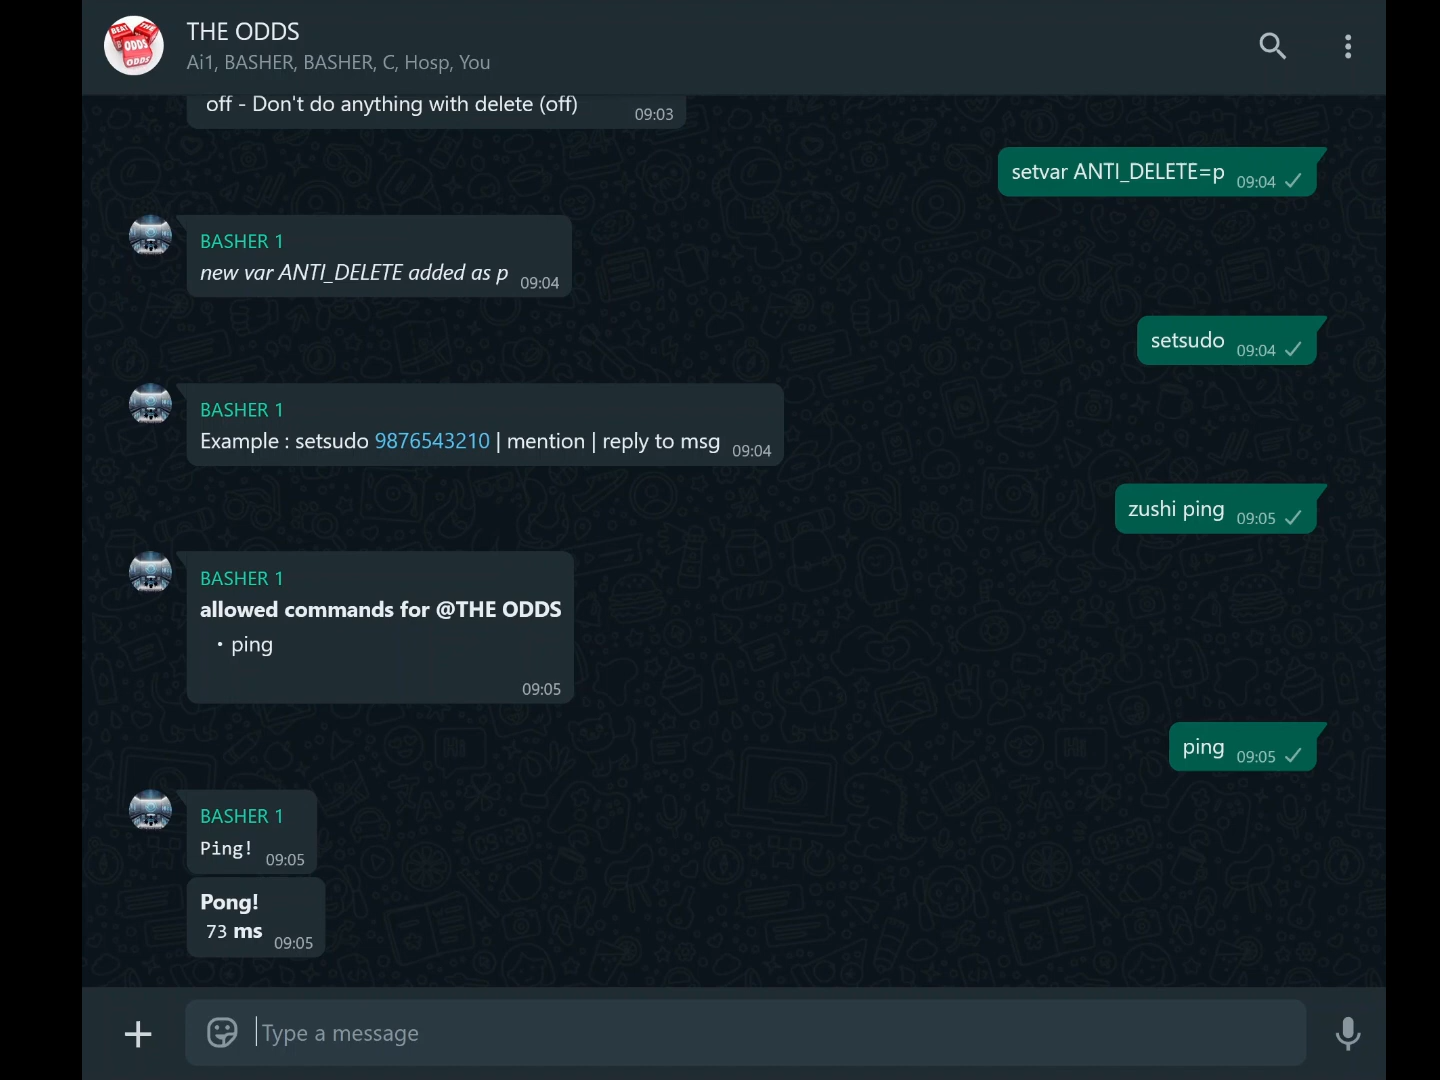 THE ODDS
Ai1, BASHER, BASHER, C, Hosp, You
off - Don't do anything with delete (off)
09:03
setvar ANTI_DELETE=p 09:04
BASHER 1
new var ANTI_DELETE added as p 09:04
setsudo 09:04
BASHER 1
Example : setsudo 9876543210 | mention | reply to msg 09:04
zushi ping 09:05
BASHER 1
allowed commands for @THE ODDS
• ping
09:05
ping 09:05
BASHER 1
Ping! 09:05
Pong!
73 ms 09:05
Type a message